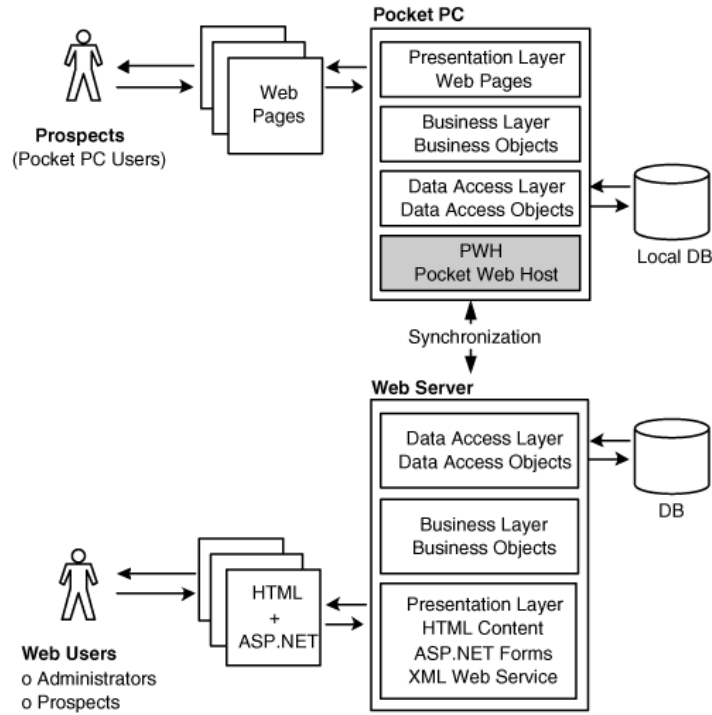 Pocket PC
Presentation Layer
Web Pages
Business Layer
Business Objects
Data Access Layer
Data Access Objects
PWH
Pocket Web Host
Web
Pages
Prospects
(Pocket PC Users)
Local DB
Synchronization
Web Server
Data Access Layer
Data Access Objects
DB
Business Layer
Business Objects
Presentation Layer
HTML Content
ASP.NET Forms
XML Web Service
HTML
+
ASP.NET
Web Users
o Administrators
o Prospects